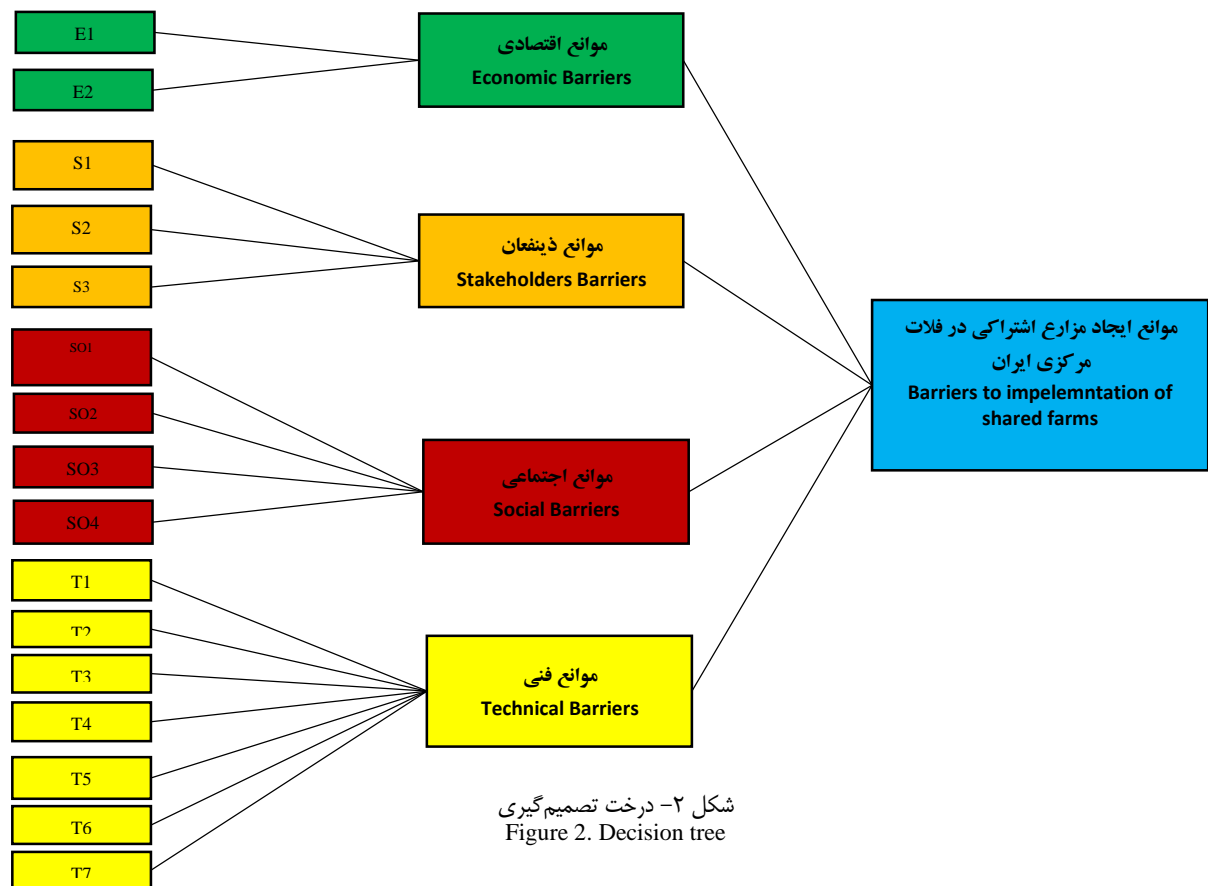 E1
E2
S1
S2
S3
SO1
SO2
SO3
SO4
T1
T2
T3
T4
T5
T6
T7
موانع اقتصادی
Economic Barriers
موانع ذینفعان
Stakeholders Barriers
موانع اجتماعی
Social Barriers
موانع فنی
Technical Barriers
موانع ایجاد مزارع اشتراکی در فلات
مرکزی ایران
Barriers to impelemntation of
shared farms
شکل ۲- درخت تصمیم‌گیری
Figure 2. Decision tree